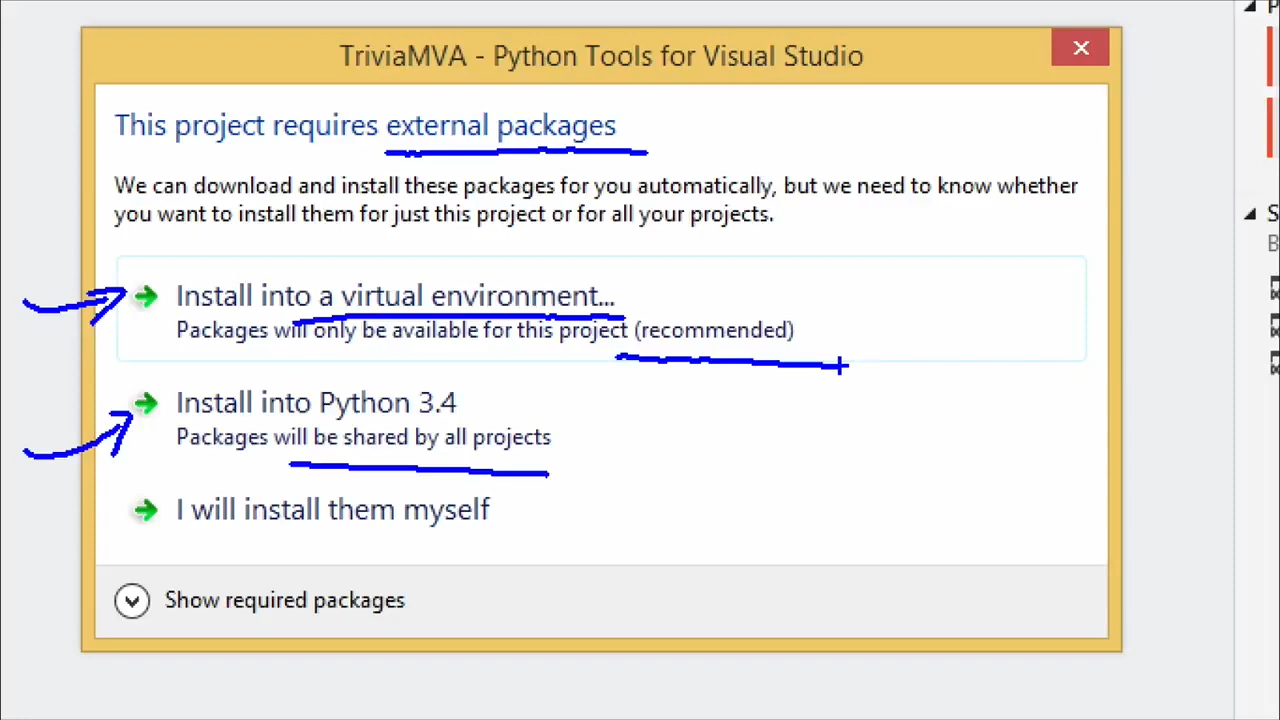 TriviaMVA - Python Tools for Visual Studio
This project requires external packages
We can download and install these packages for you automatically, but we need to know whether
you want to install them for just this project or for all your projects.
Install into a virtual environment...
Packages will only be available for this project (recommended)
Install into Python 3.4
Packages will be shared by all projects
I will install them myself
Show required packages